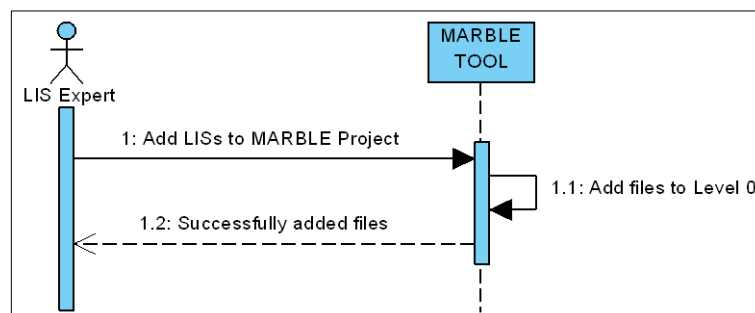 MARBLE
TOOL
LIS Expert
1: Add LISs to MARBLE Project
1.1: Add files to Level 0
1.2: Successfully added files